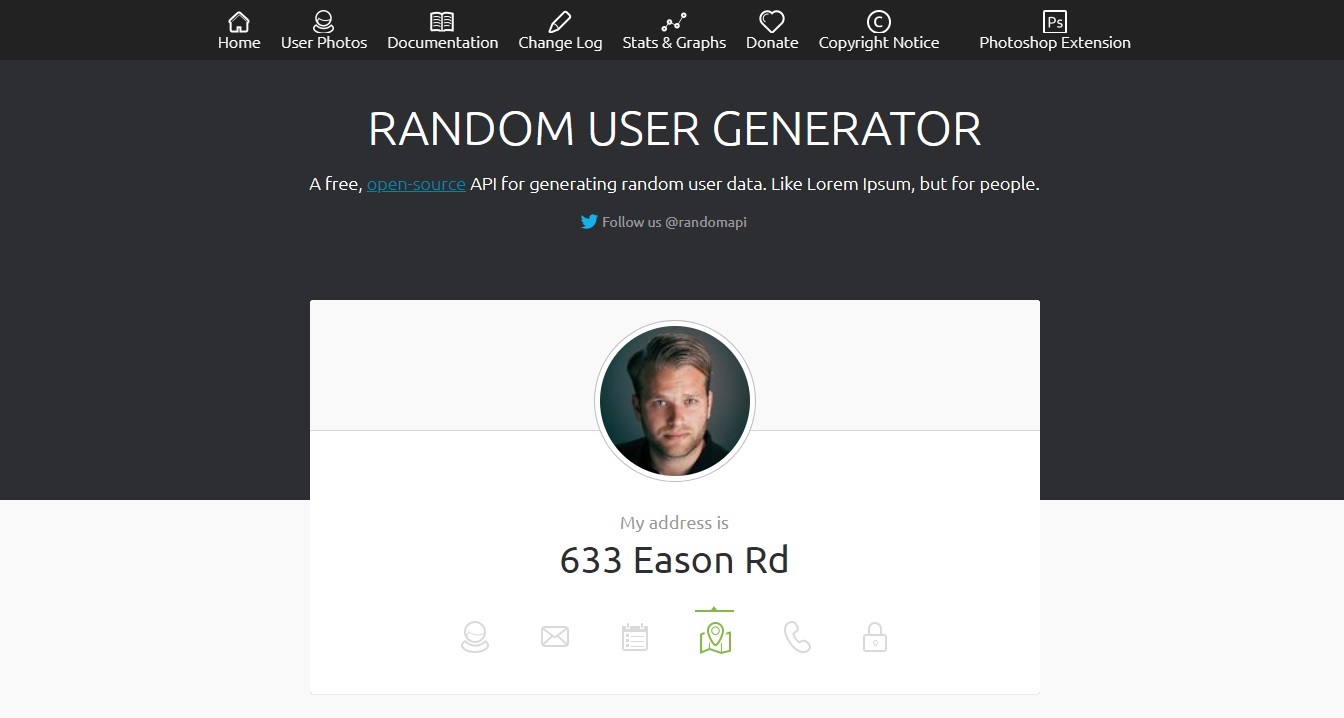 Home
User Photos
Documentation
Change Log
Stats & Graphs
Donate
Copyright Notice
Ps
Photoshop Extension
RANDOM USER GENERATOR
A free, open-source API for generating random user data. Like Lorem Ipsum, but for people.
Follow us @randomapi
My address is
633 Eason Rd